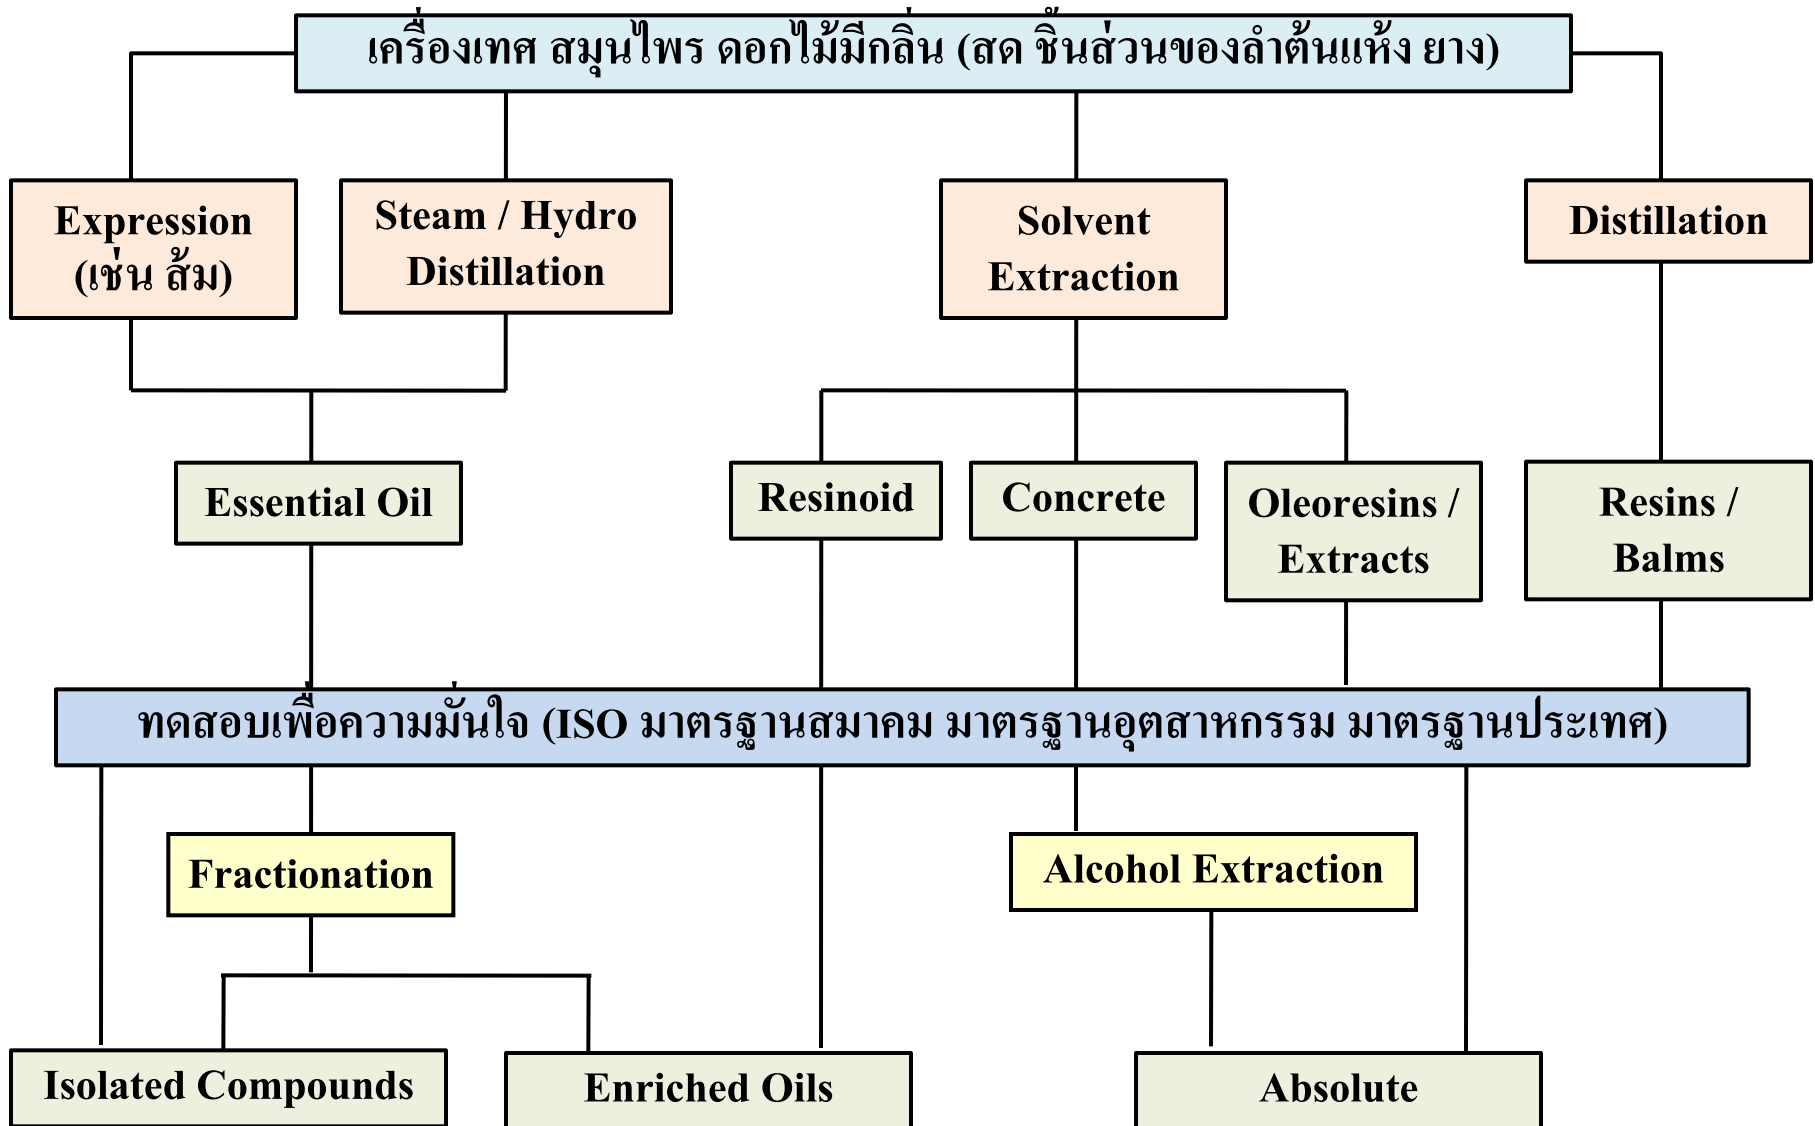 เครื่องเทศ สมุนไพร ดอกไม้มีกลิ่น (สด ชิ้นส่วนของลำต้นแห้ง ยาง)
Expression
(เช่น ส้ม)
Steam / Hydro
Distillation
Solvent
Extraction
Distillation
Essential Oil
Resinoid
Concrete
Oleoresins /
Extracts
Resins /
Balms
ทดสอบเพื่อความมั่นใจ (ISO มาตรฐานสมาคม มาตรฐานอุตสาหกรรม มาตรฐานประเทศ)
Fractionation
Alcohol Extraction
Isolated Compounds
Enriched Oils
Absolute